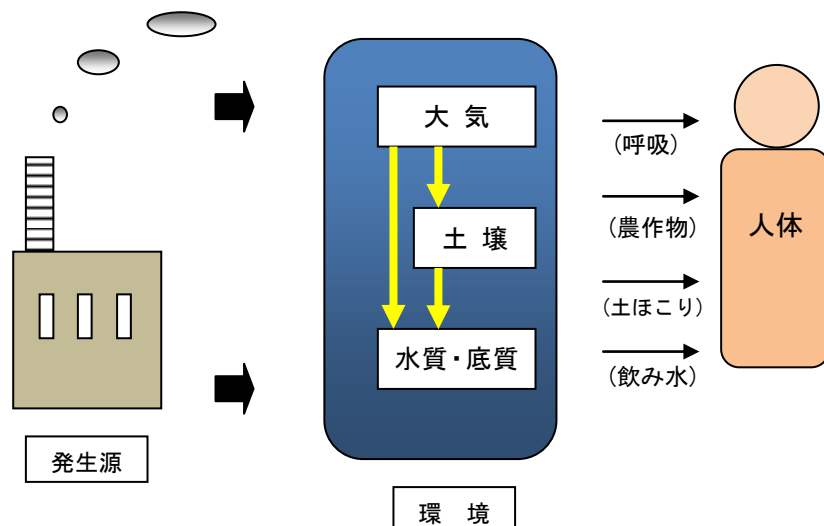 大 気
土 壌
水質・底質
(呼吸)
(農作物)
(土ほこり)
(飲み水)
人体
発生源
環 境